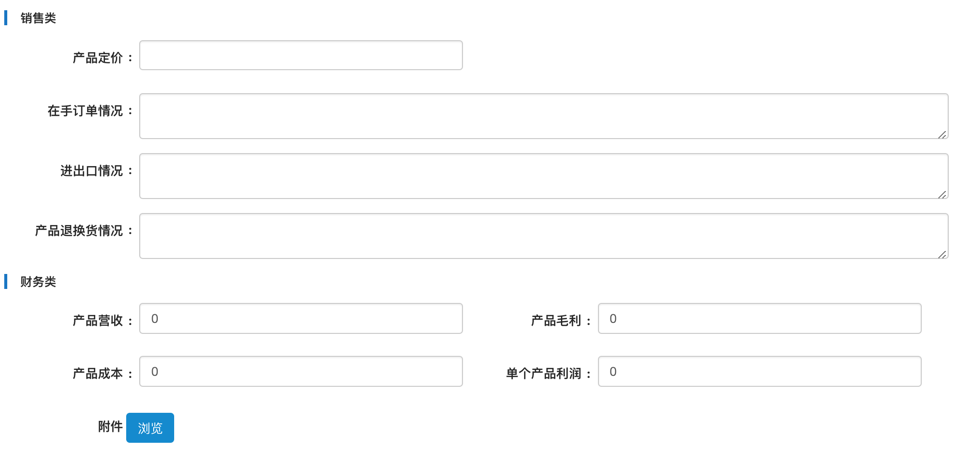 销售类
产品定价：
在手订单情况：
进出口情况：
产品退换货情况：
财务类
产品营收： 0 产品毛利： 0
产品成本： 0 单个产品利润： 0
附件 浏览